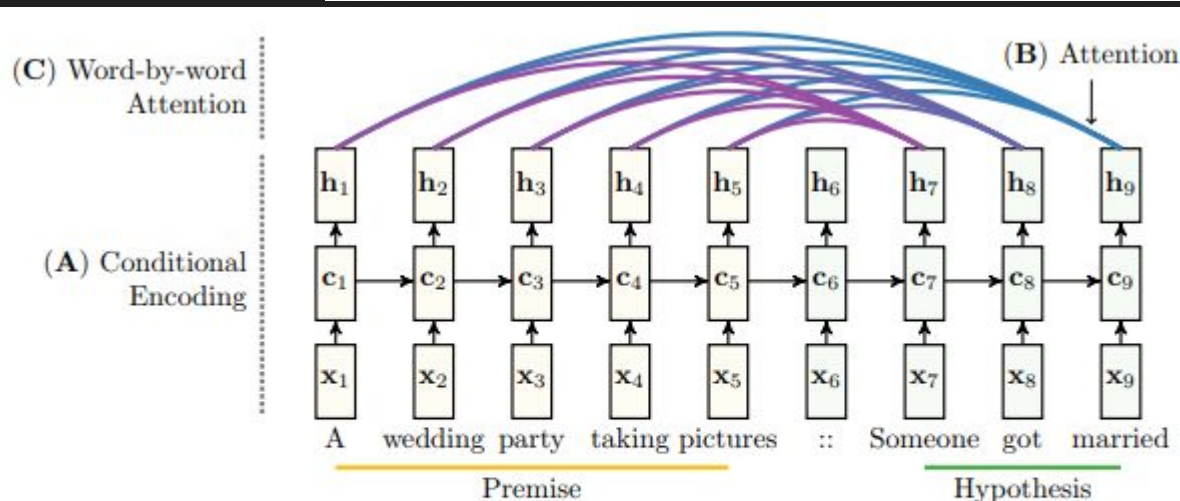 (C) Word-by-word
Attention
(B) Attention
h₁ h₂ h₃ h₄ h₅ h₆ h₇ h₈ h₉
(A) Conditional
Encoding
c₁ c₂ c₃ c₄ c₅ c₆ c₇ c₈ c₉
x₁ x₂ x₃ x₄ x₅ x₆ x₇ x₈ x₉
A wedding party taking pictures :: Someone got married
Premise Hypothesis